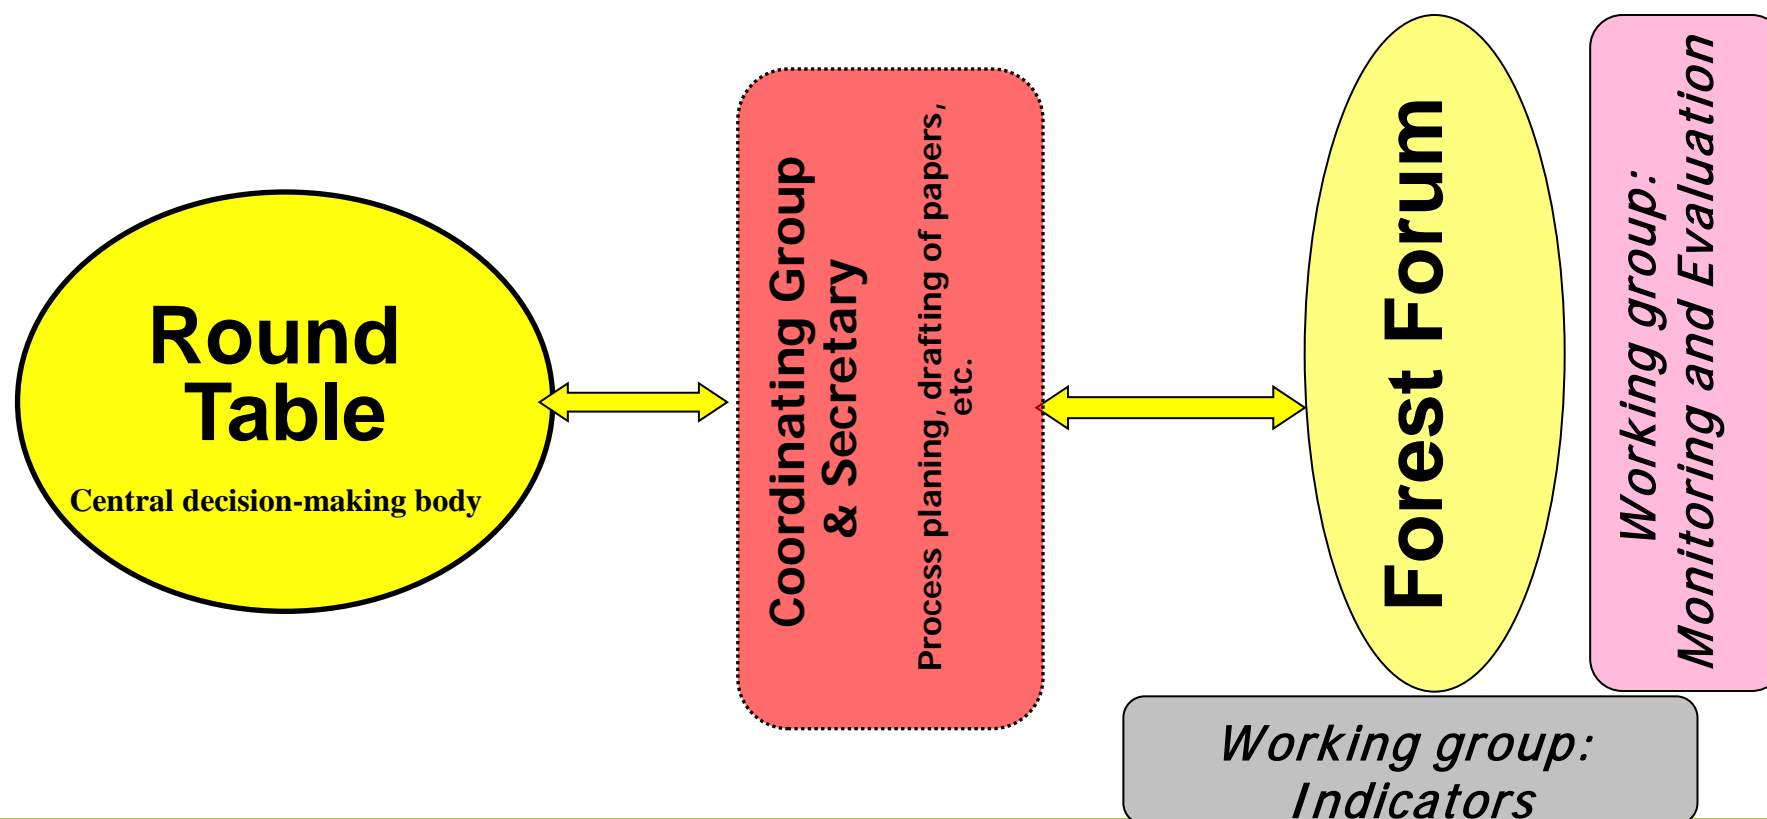 Round
Table
Central decision-making body
Coordinating Group
& Secretary
Process planing, drafting of papers,
etc.
Forest Forum
Working group:
Monitoring and Evaluation
Working group:
Indicators